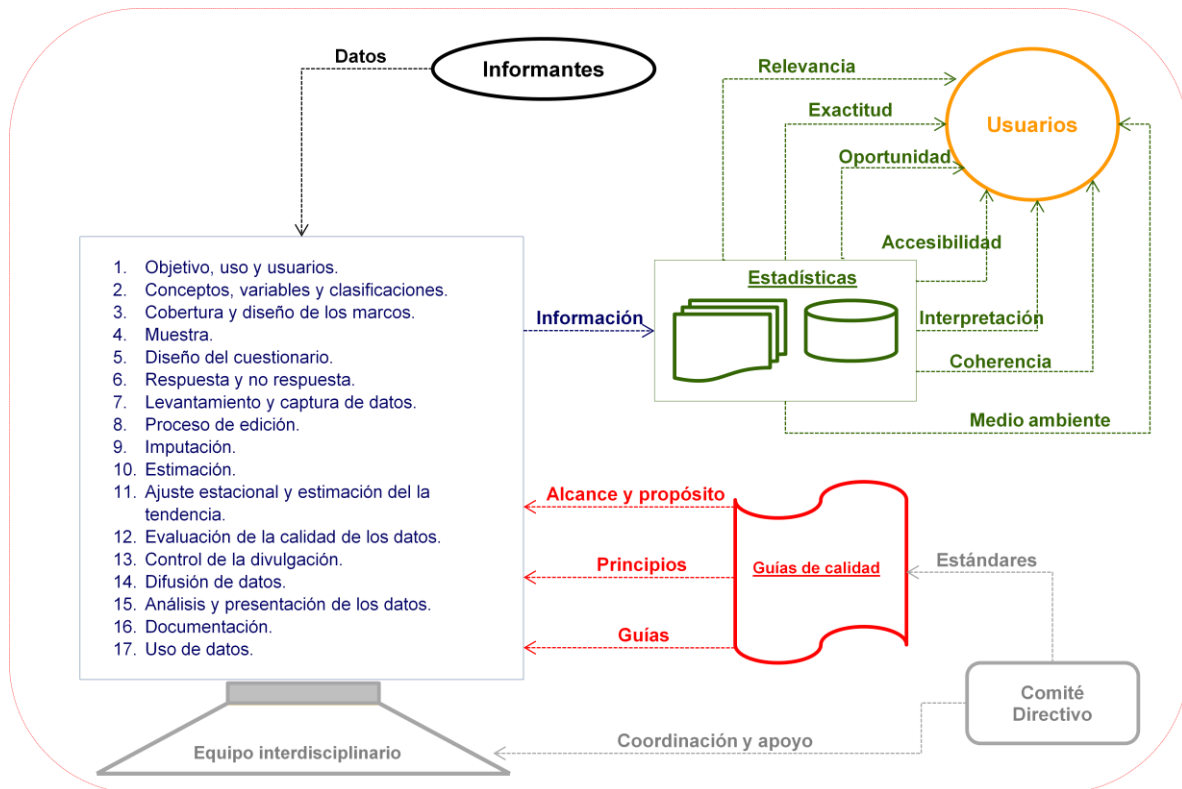 Datos
Informantes
Relevancia
Exactitud
Usuarios
Oportunidad
Accesibilidad
1. Objetivo, uso y usuarios.
2. Conceptos, variables y clasificaciones.
3. Cobertura y diseño de los marcos.
4. Muestra.
5. Diseño del cuestionario.
6. Respuesta y no respuesta.
7. Levantamiento y captura de datos.
8. Proceso de edición.
9. Imputación.
10. Estimación.
11. Ajuste estacional y estimación del la
tendencia.
12. Evaluación de la calidad de los datos.
13. Control de la divulgación.
14. Difusión de datos.
15. Análisis y presentación de los datos.
16. Documentación.
17. Uso de datos.
Información
Estadísticas
Interpretación
Coherencia
Medio ambiente
Alcance y propósito
Principios
Guías
Guías de calidad
Estándares
Comité
Directivo
Coordinación y apoyo
Equipo interdisciplinario